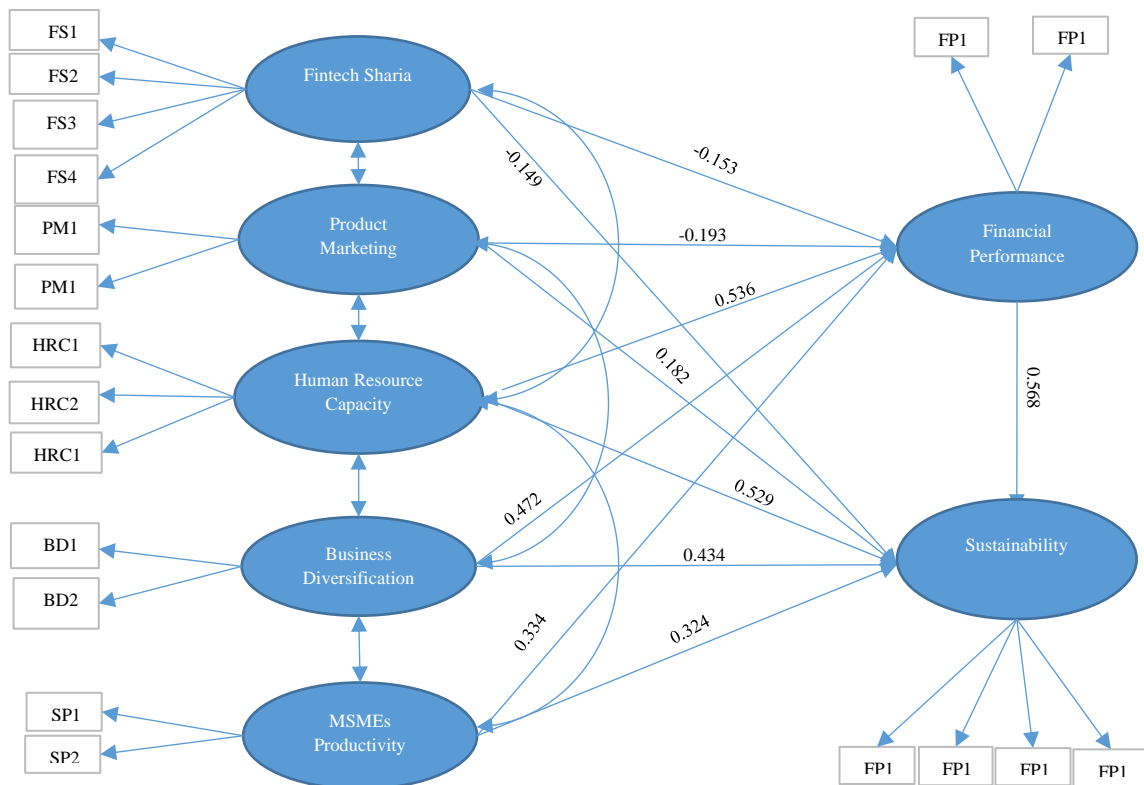 FS1
FS2
FS3
FS4
PM1
PM1
HRC1
HRC2
HRC1
BD1
BD2
SP1
SP2
Fintech Sharia
Product
Marketing
Human Resource
Capacity
Business
Diversification
MSMEs
Productivity
-0.153
-0.149
-0.193
0.536
0.182
0.472
0.529
0.434
0.334
0.324
FP1
FP1
Financial
Performance
0.568
Sustainability
FP1
FP1
FP1
FP1